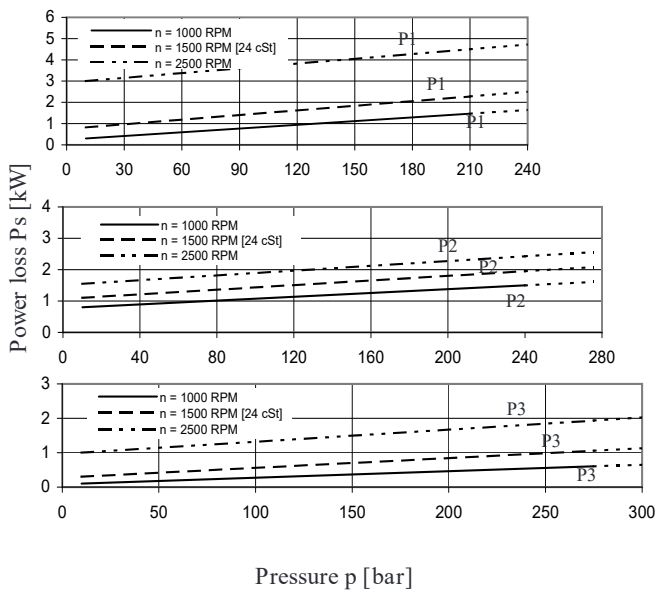 6
5
4
3
2
1
0
n = 1000 RPM
n = 1500 RPM [24 cSt]
n = 2500 RPM
P1
P1
P1
0 30 60 90 120 150 180 210 240
Power loss Ps [kW]
4
3
2
1
0
n = 1000 RPM
n = 1500 RPM [24 cSt]
n = 2500 RPM
P2
P2
P2
0 40 80 120 160 200 240 280
3
2
1
0
n = 1000 RPM
n = 1500 RPM [24 cSt]
n = 2500 RPM
P3
P3
P3
0 50 100 150 200 250 300
Pressure p [bar]